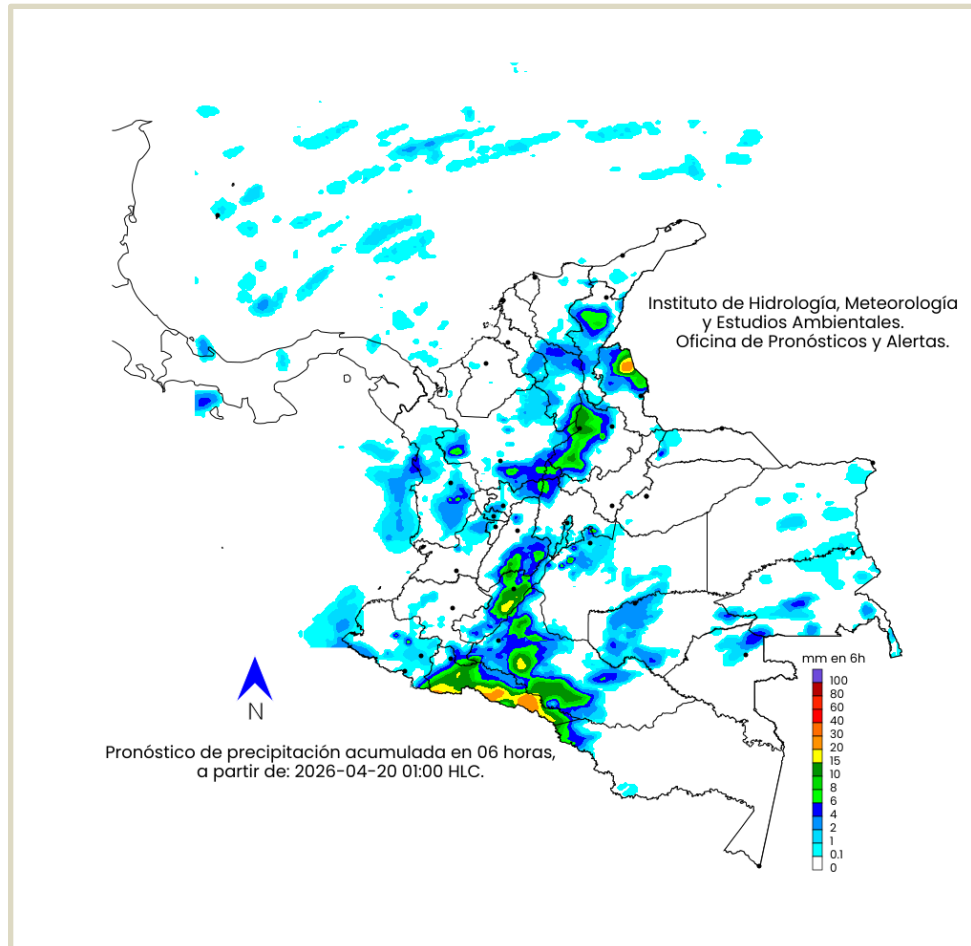 Instituto de Hidrología, Meteorología
y Estudios Ambientales.
Oficina de Pronósticos y Alertas.
N
Pronóstico de precipitación acumulada en 06 horas,
a partir de: 2026-04-20 01:00 HLC.
mm en 6h
100
80
60
40
30
20
15
10
8
6
4
2
1
0.1
0